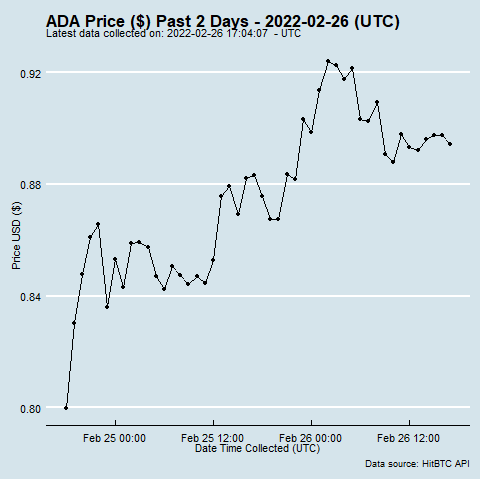 ADA Price ($) Past 2 Days - 2022-02-26 (UTC)
Latest data collected on: 2022-02-26 17:04:07  - UTC
0.92
0.88
0.84
0.80
Price USD ($)
Feb 25 00:00 Feb 25 12:00 Feb 26 00:00 Feb 26 12:00
Date Time Collected (UTC)
Data source: HitBTC API